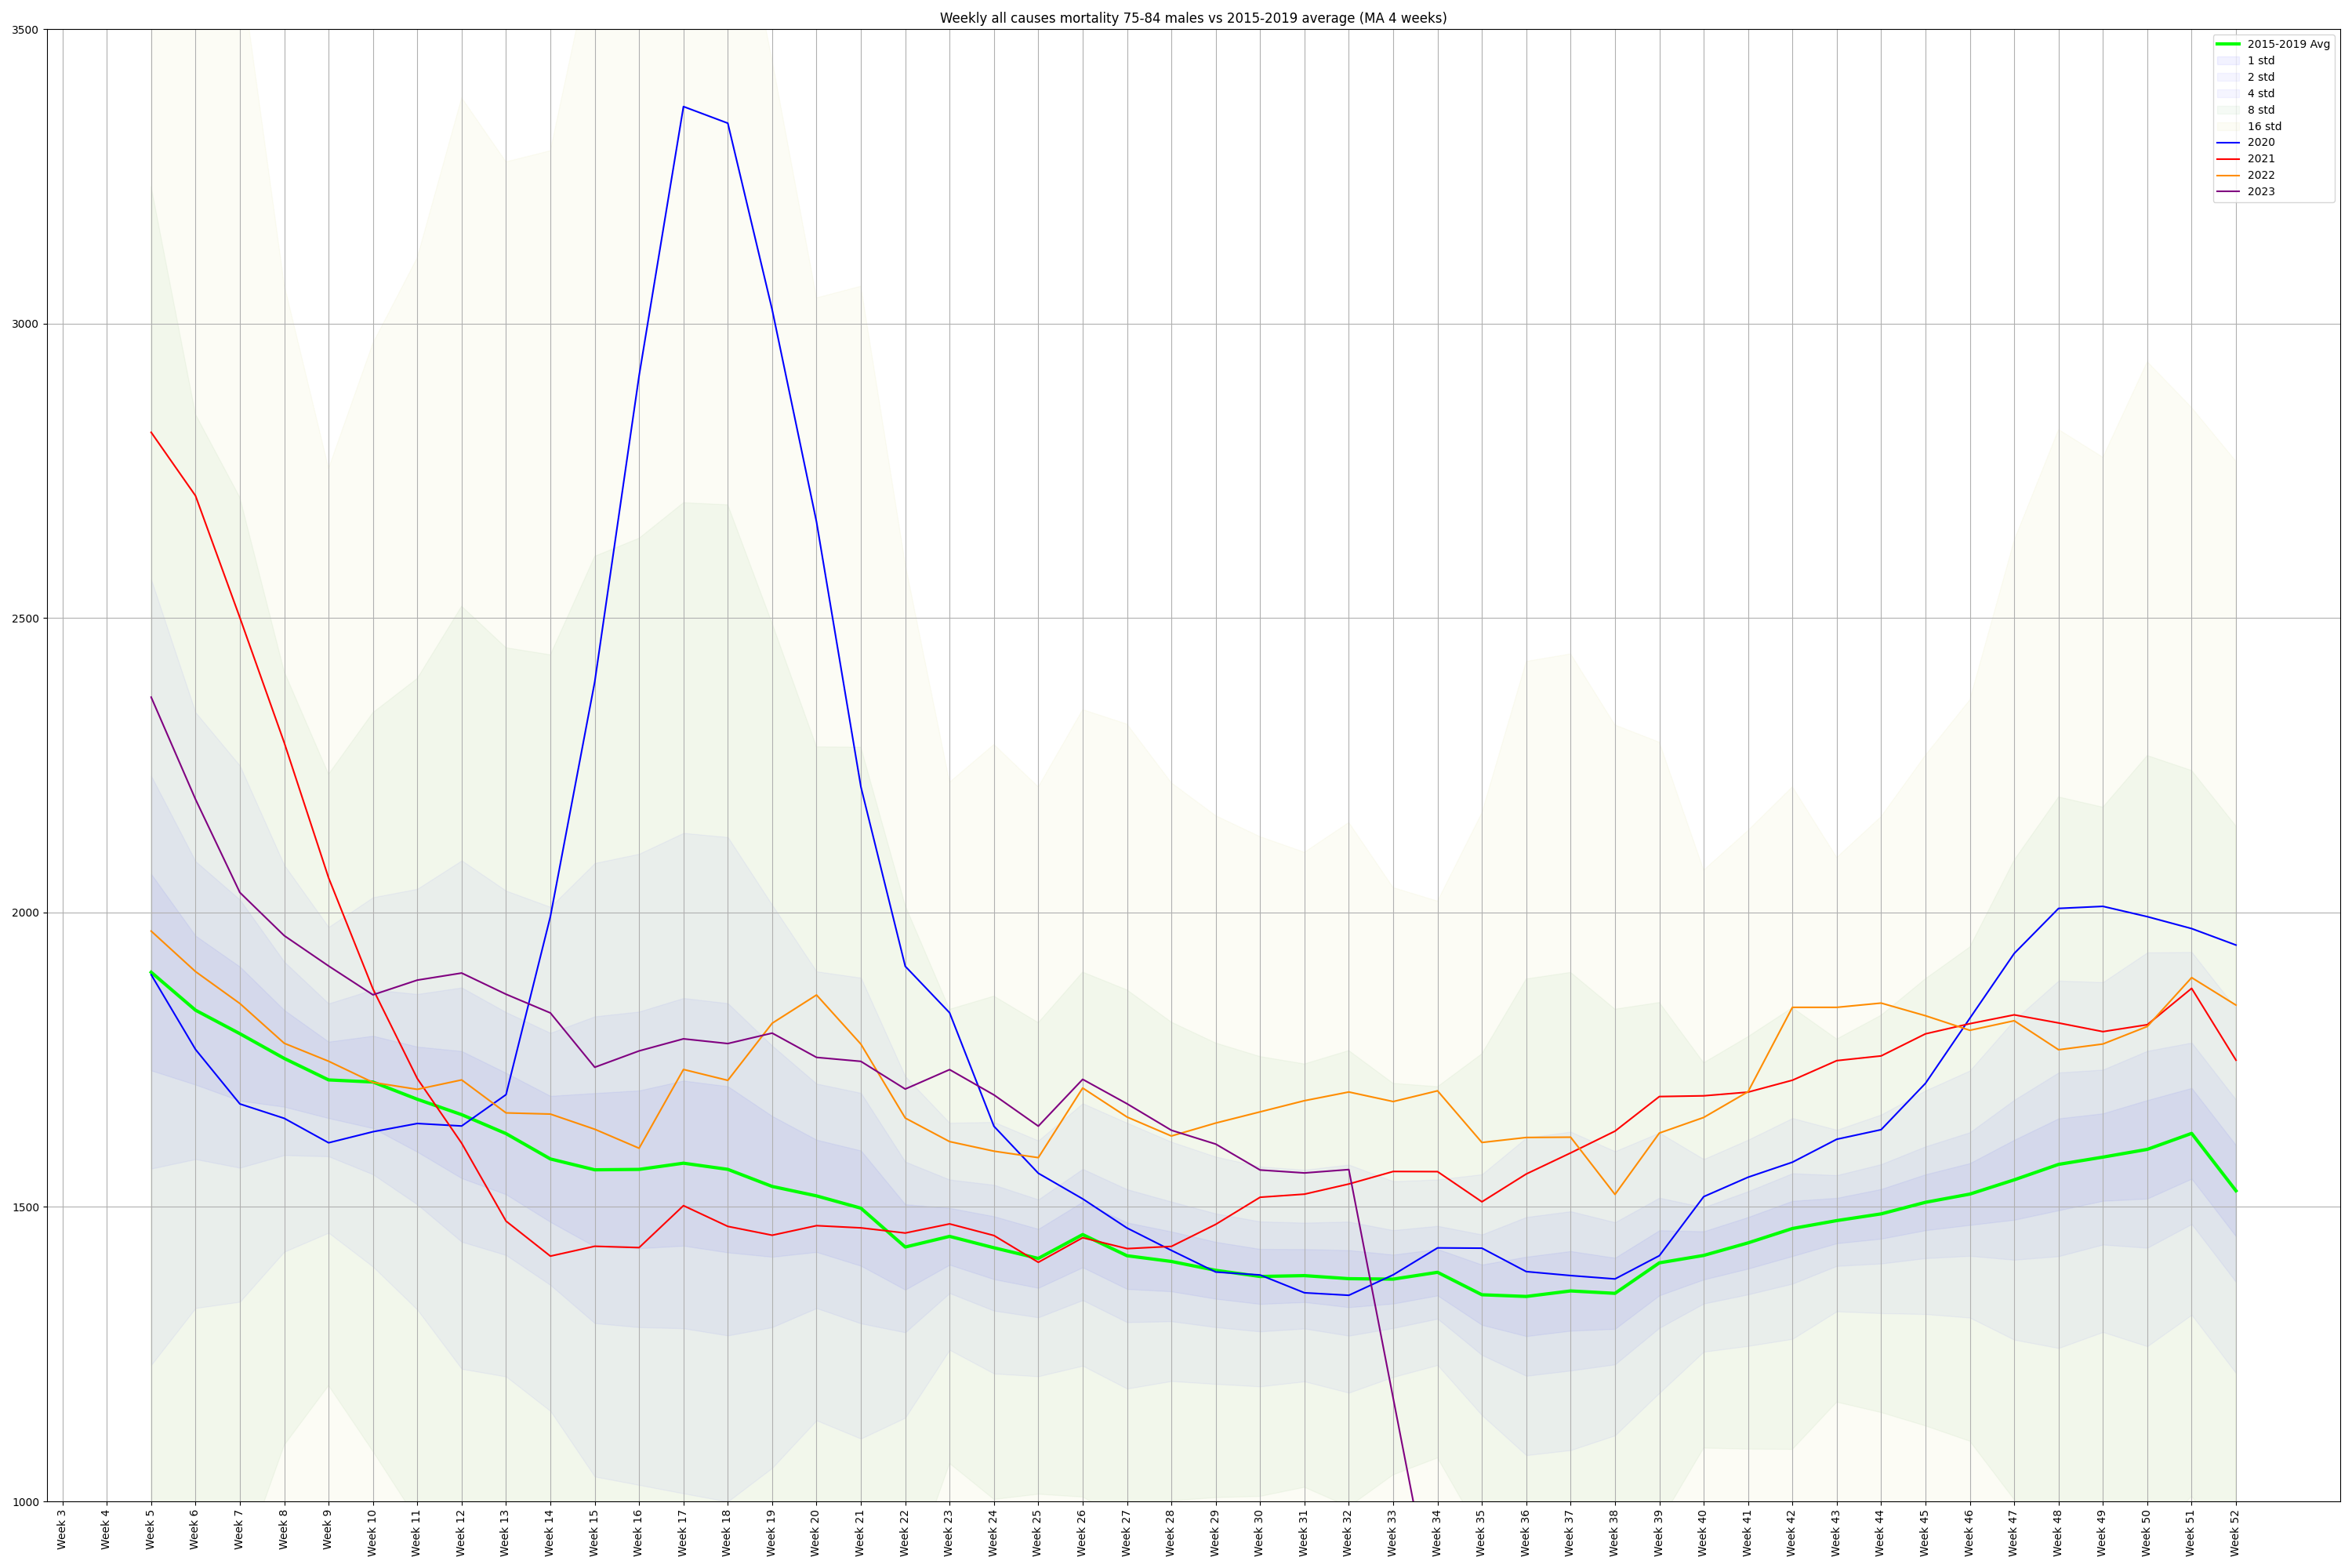 Weekly all causes mortality 75-84 males vs 2015-2019 average (MA 4 weeks)
3500
3000
2500
2000
1500
1000
2015-2019 Avg
1 std
2 std
4 std
8 std
16 std
2020
2021
2022
2023
Week 3
Week 4
Week 5
Week 6
Week 7
Week 8
Week 9
Week 10
Week 11
Week 12
Week 13
Week 14
Week 15
Week 16
Week 17
Week 18
Week 19
Week 20
Week 21
Week 22
Week 23
Week 24
Week 25
Week 26
Week 27
Week 28
Week 29
Week 30
Week 31
Week 32
Week 33
Week 34
Week 35
Week 36
Week 37
Week 38
Week 39
Week 40
Week 41
Week 42
Week 43
Week 44
Week 45
Week 46
Week 47
Week 48
Week 49
Week 50
Week 51
Week 52